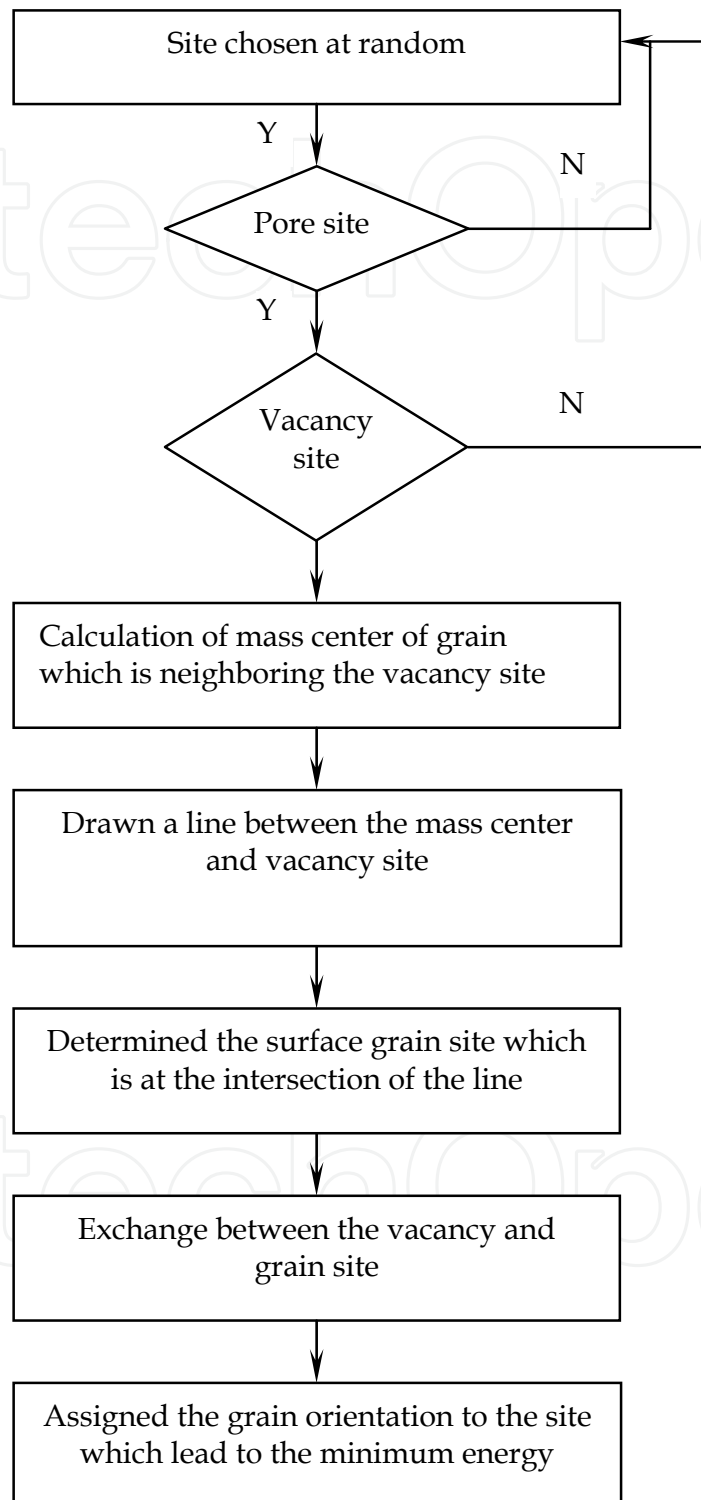 Site chosen at random
Y
N
Pore site
Y
Vacancy
site
N
Calculation of mass center of grain
which is neighboring the vacancy site
Drawn a line between the mass center
and vacancy site
Determined the surface grain site which
is at the intersection of the line
Exchange between the vacancy and
grain site
Assigned the grain orientation to the site
which lead to the minimum energy